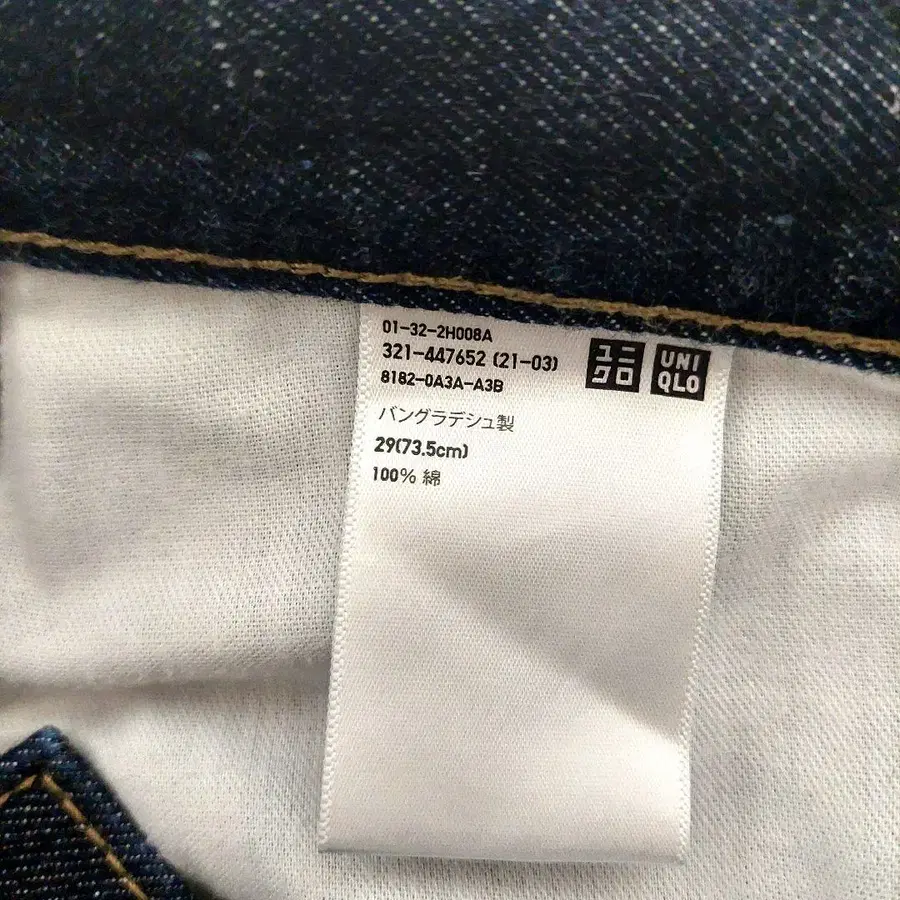 01-32-2H008A
321-447652 (21-03)
8182-0A3A-A3B
ユニ
クロ
UNI
QLO
バングラデシュ製
29(73.5cm)
100% 綿